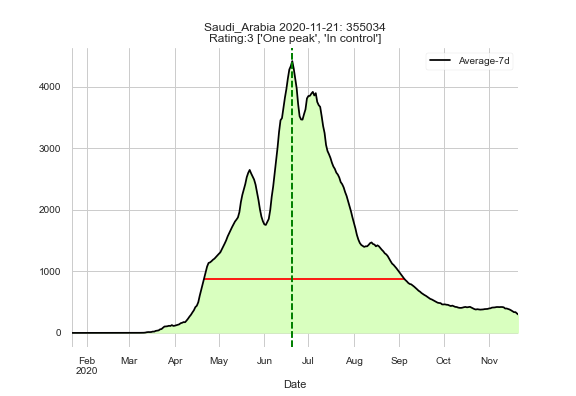 Saudi_Arabia 2020-11-21: 355034
Rating:3 ['One peak', 'In control']
Average-7d
4000
3000
2000
1000
0
Feb Mar Apr May Jun Jul Aug Sep Oct Nov
2020
Date